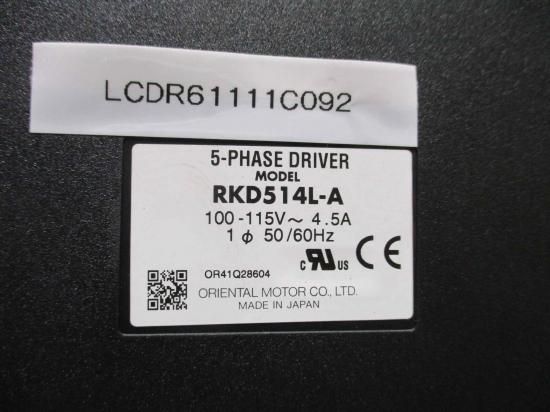 LCDR61111C092
5-PHASE DRIVER
MODEL
RKD514L-A
100-115V~ 4.5A
1 ϕ 50/60Hz
c RU US CE
OR41Q28604
ORIENTAL MOTOR CO., LTD.
MADE IN JAPAN